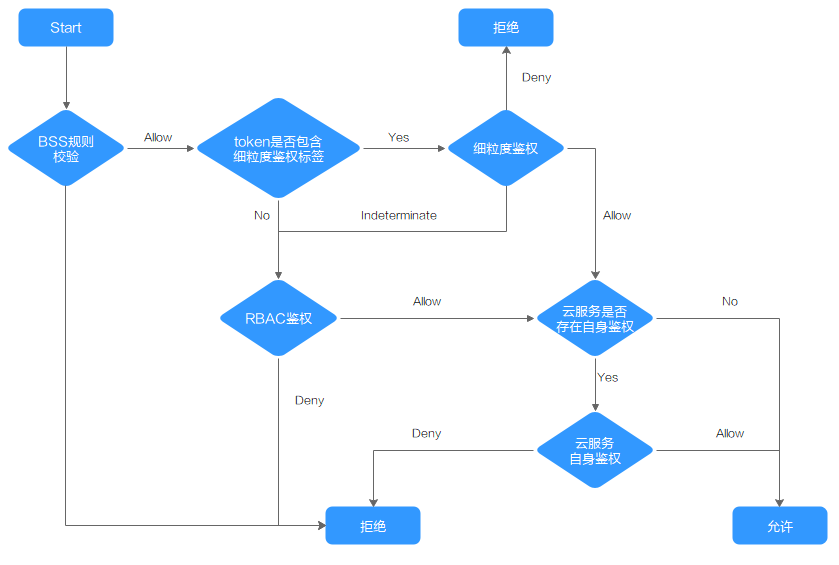 Start
拒绝
Deny
BSS规则
校验
Allow
token是否包含
细粒度鉴权标签
Yes
细粒度鉴权
No
Indeterminate
Allow
RBAC鉴权
Allow
云服务是否
存在自身鉴权
No
Yes
Deny
Deny
云服务
自身鉴权
Allow
拒绝
允许